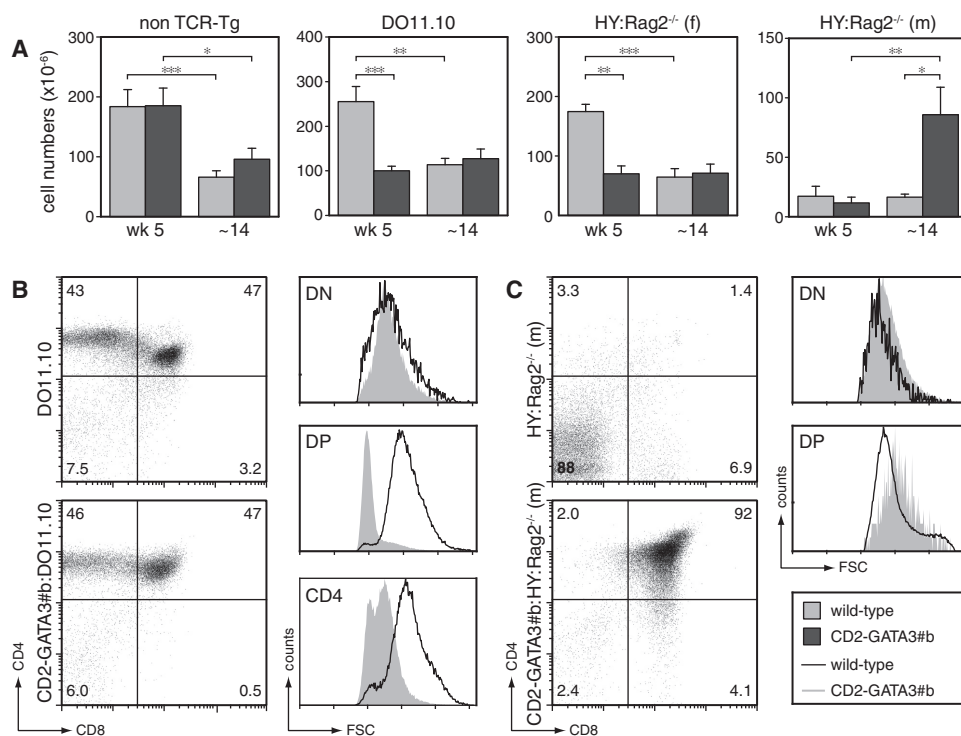 A
non TCR-Tg
DO11.10
HY:Rag2-/- (f)
HY:Rag2-/- (m)
cell numbers (x10-6)
300
200
100
0
***
*
wk 5
~14
400
300
200
100
0
**
***
wk 5
~14
300
200
100
0
***
**
wk 5
~14
150
100
50
0
**
*
wk 5
~14
B
DO11.10
43
47
7.5
3.2
CD2-GATA3#b:DO11.10
46
47
6.0
0.5
CD4
CD8
DN
DP
CD4
counts
FSC
C
HY:Rag2-/- (m)
3.3
1.4
88
6.9
CD2-GATA3#b:HY:Rag2-/- (m)
2.0
92
2.4
4.1
CD4
CD8
DN
DP
counts
FSC
wild-type
CD2-GATA3#b
wild-type
CD2-GATA3#b